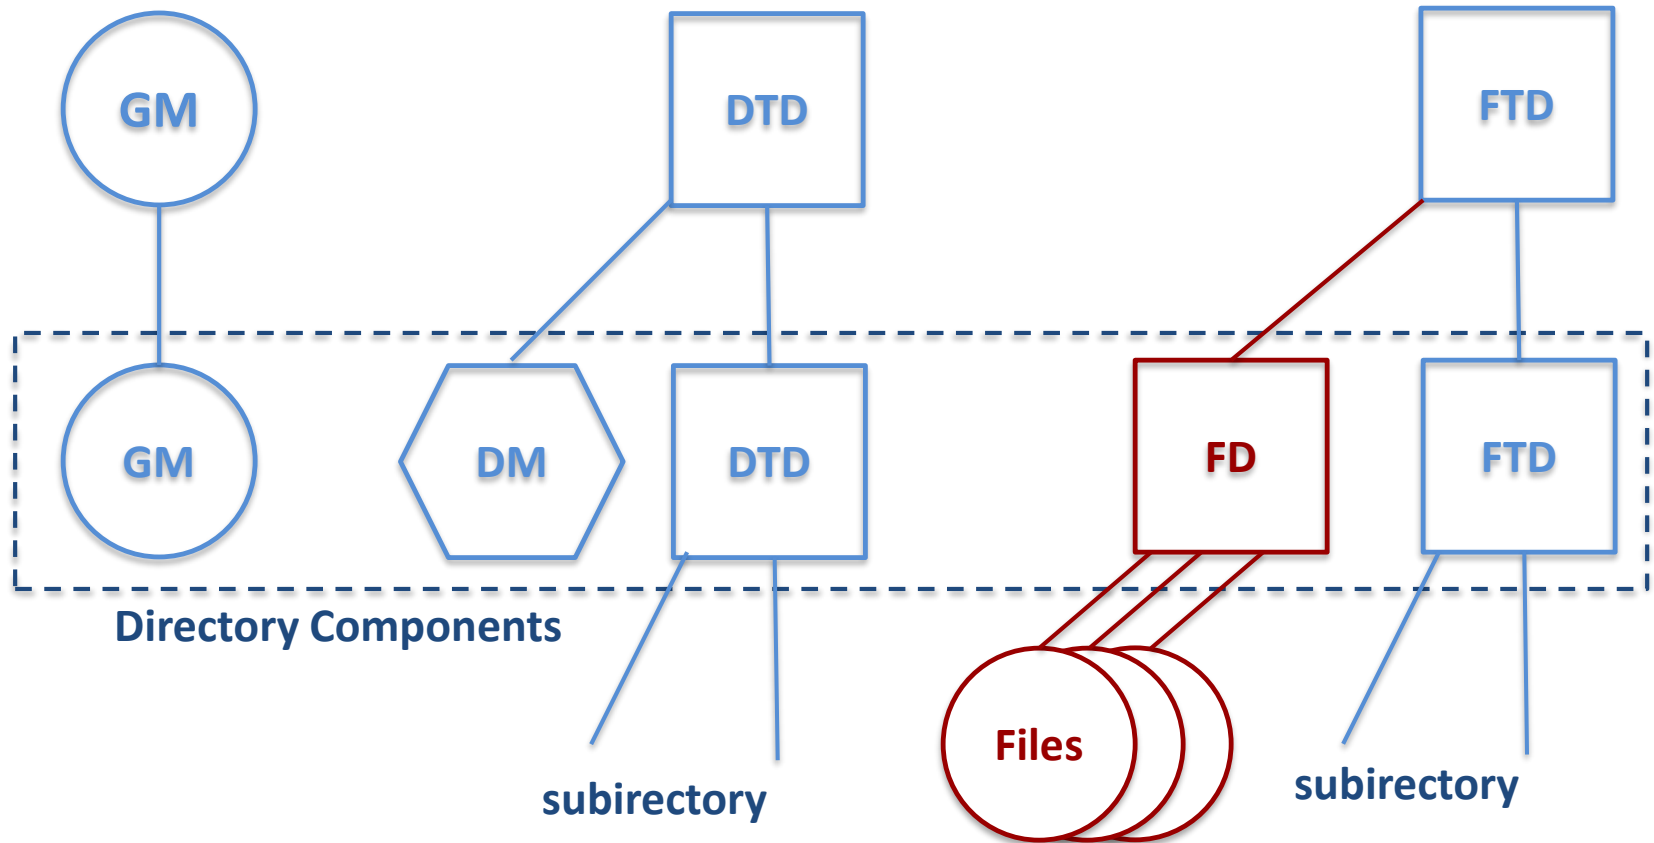 GM
DTD
FTD
GM
DM
DTD
FD
FTD
Directory Components
Files
subirectory
subirectory